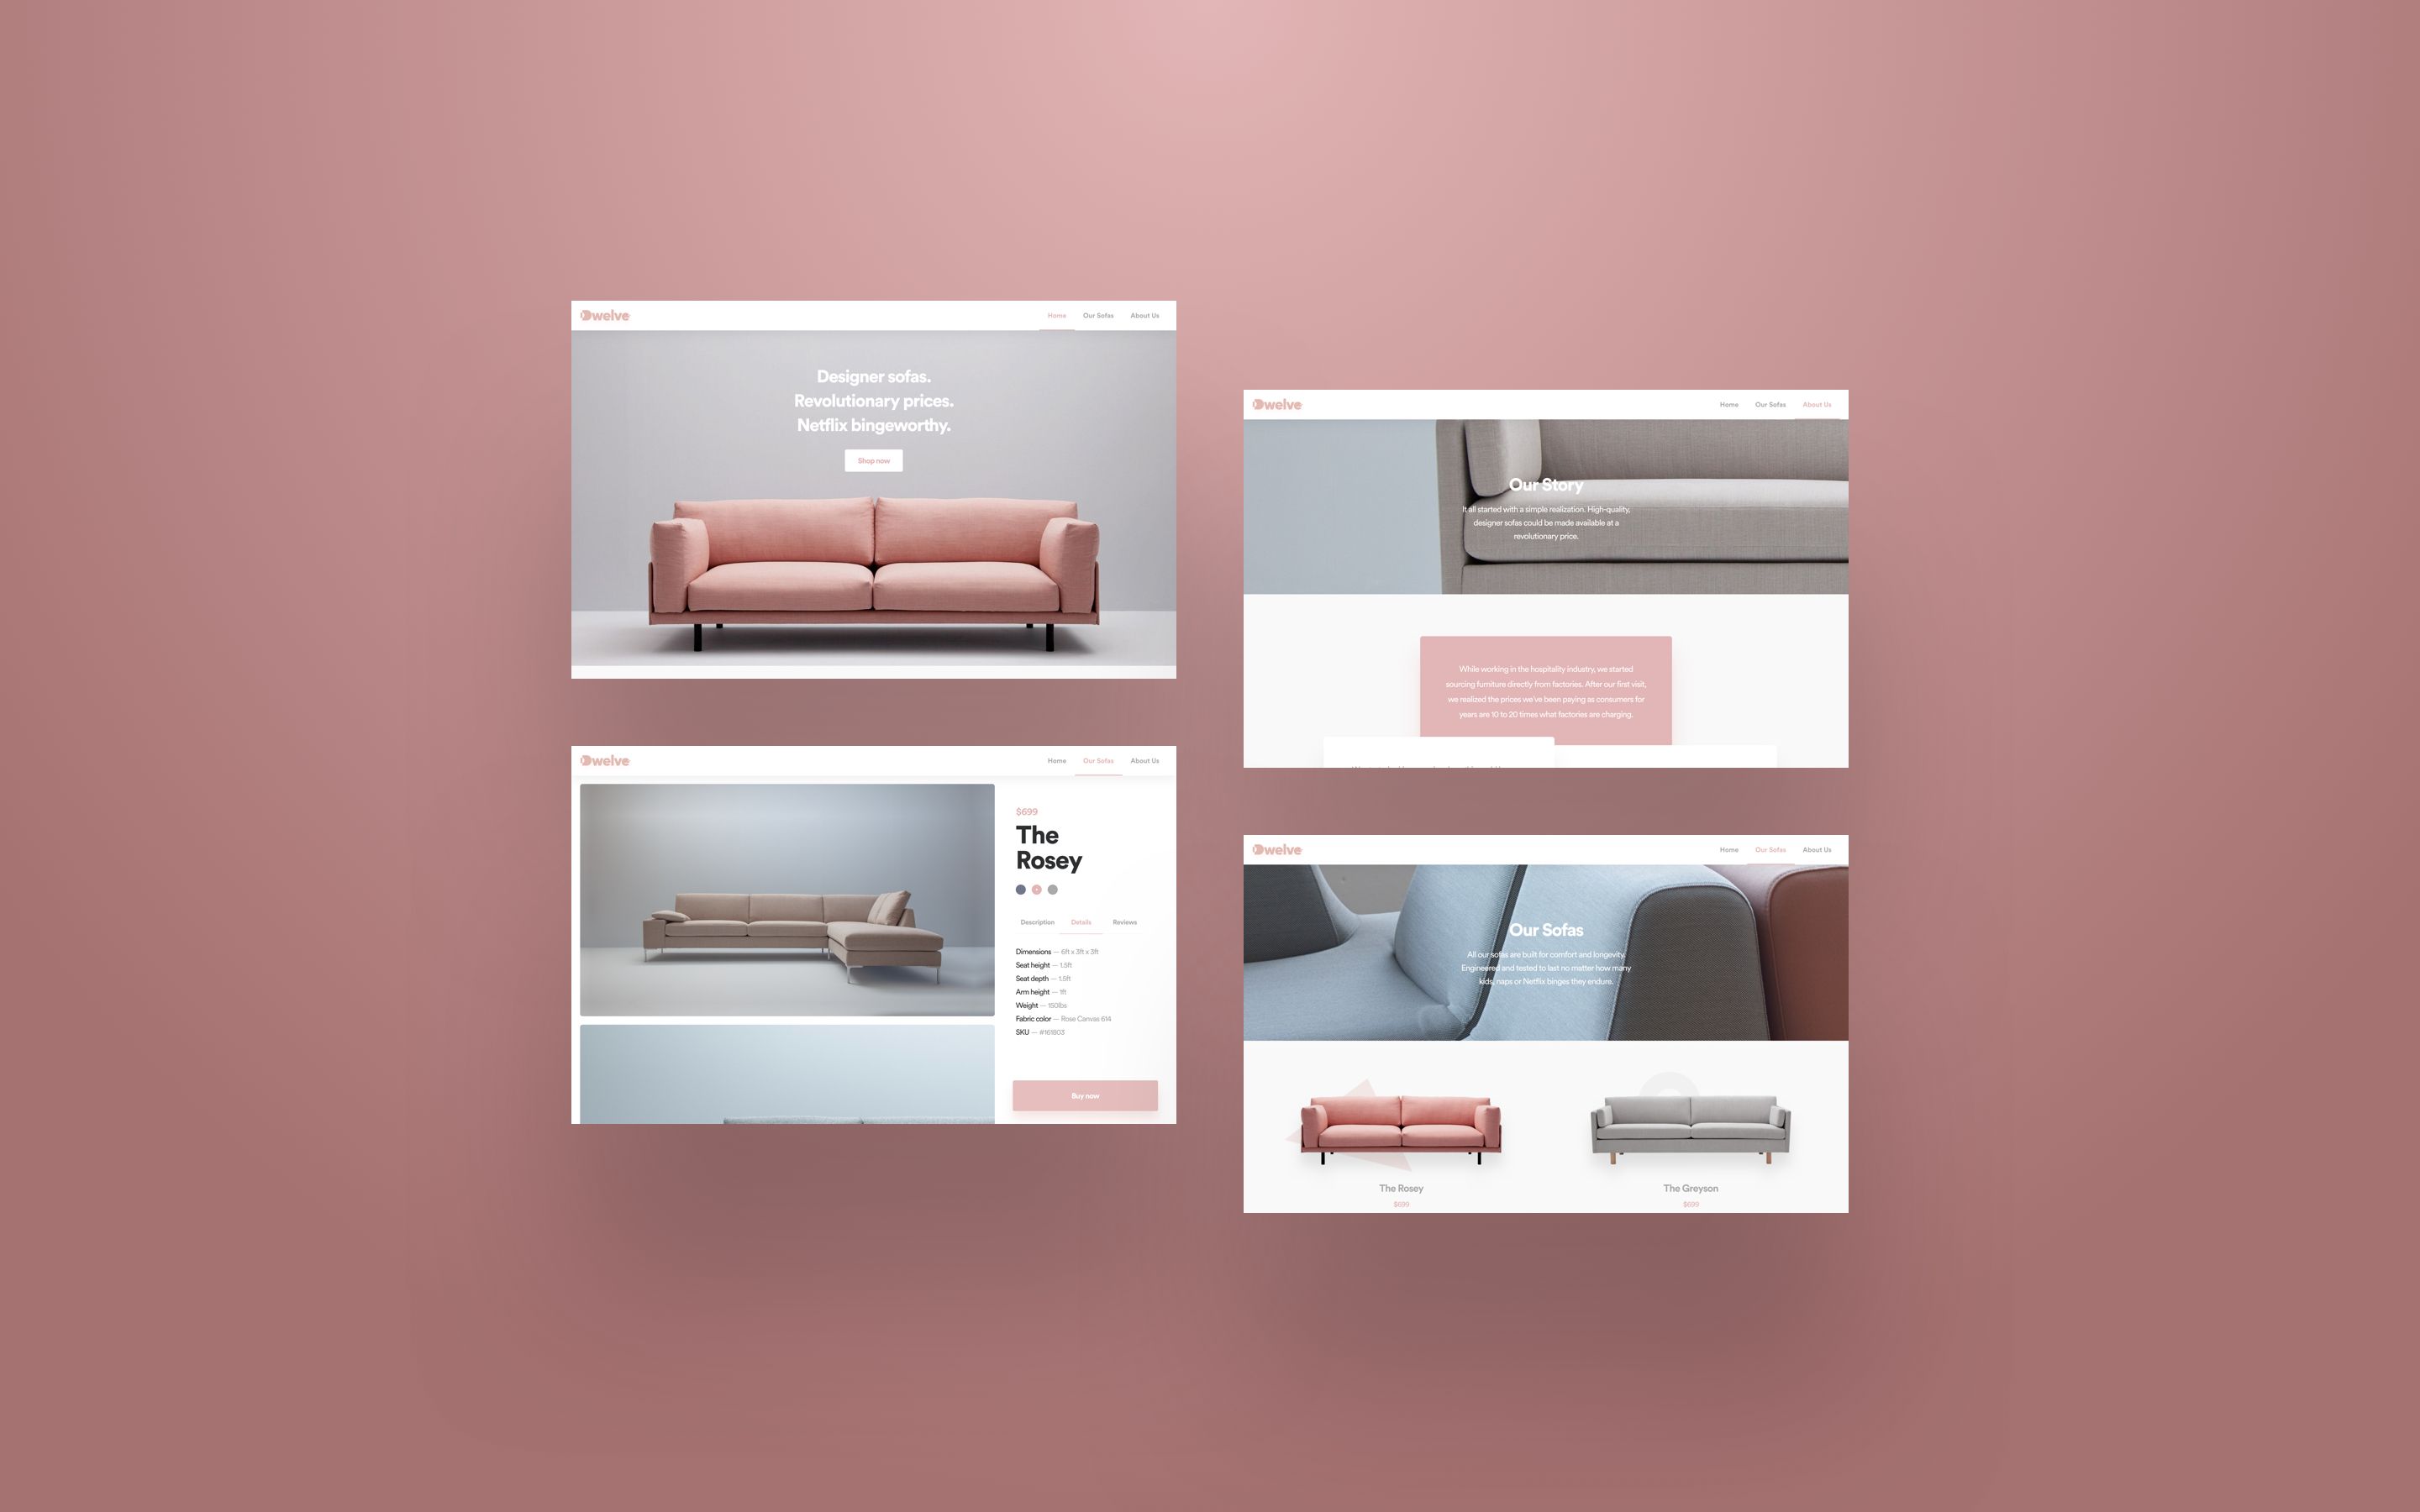 Dwelve
Home Our Sofas About Us
Designer sofas.
Revolutionary prices.
Netflix bingeworthy.
Shop now
Dwelve
Home Our Sofas About Us
$699
The
Rosey
Description Details Reviews
Dimensions — 6ft x 3ft x 3ft
Seat height — 1.5ft
Seat depth — 1.5ft
Arm height — 1ft
Weight — 150lbs
Fabric color — Rose Canvas 614
SKU — #161803
Buy now
Dwelve
Home Our Sofas About Us
Our Story
It all started with a simple realization. High-quality,
designer sofas could be made available at a
revolutionary price.
While working in the hospitality industry, we started
sourcing furniture directly from factories. After our first visit,
we realized the prices we've been paying as consumers for
years are 10 to 20 times what factories are charging.
Dwelve
Home Our Sofas About Us
Our Sofas
All our sofas are built for comfort and longevity.
Engineered and tested to last no matter how many
kids, naps or Netflix binges they endure.
The Rosey
$699
The Greyson
$699